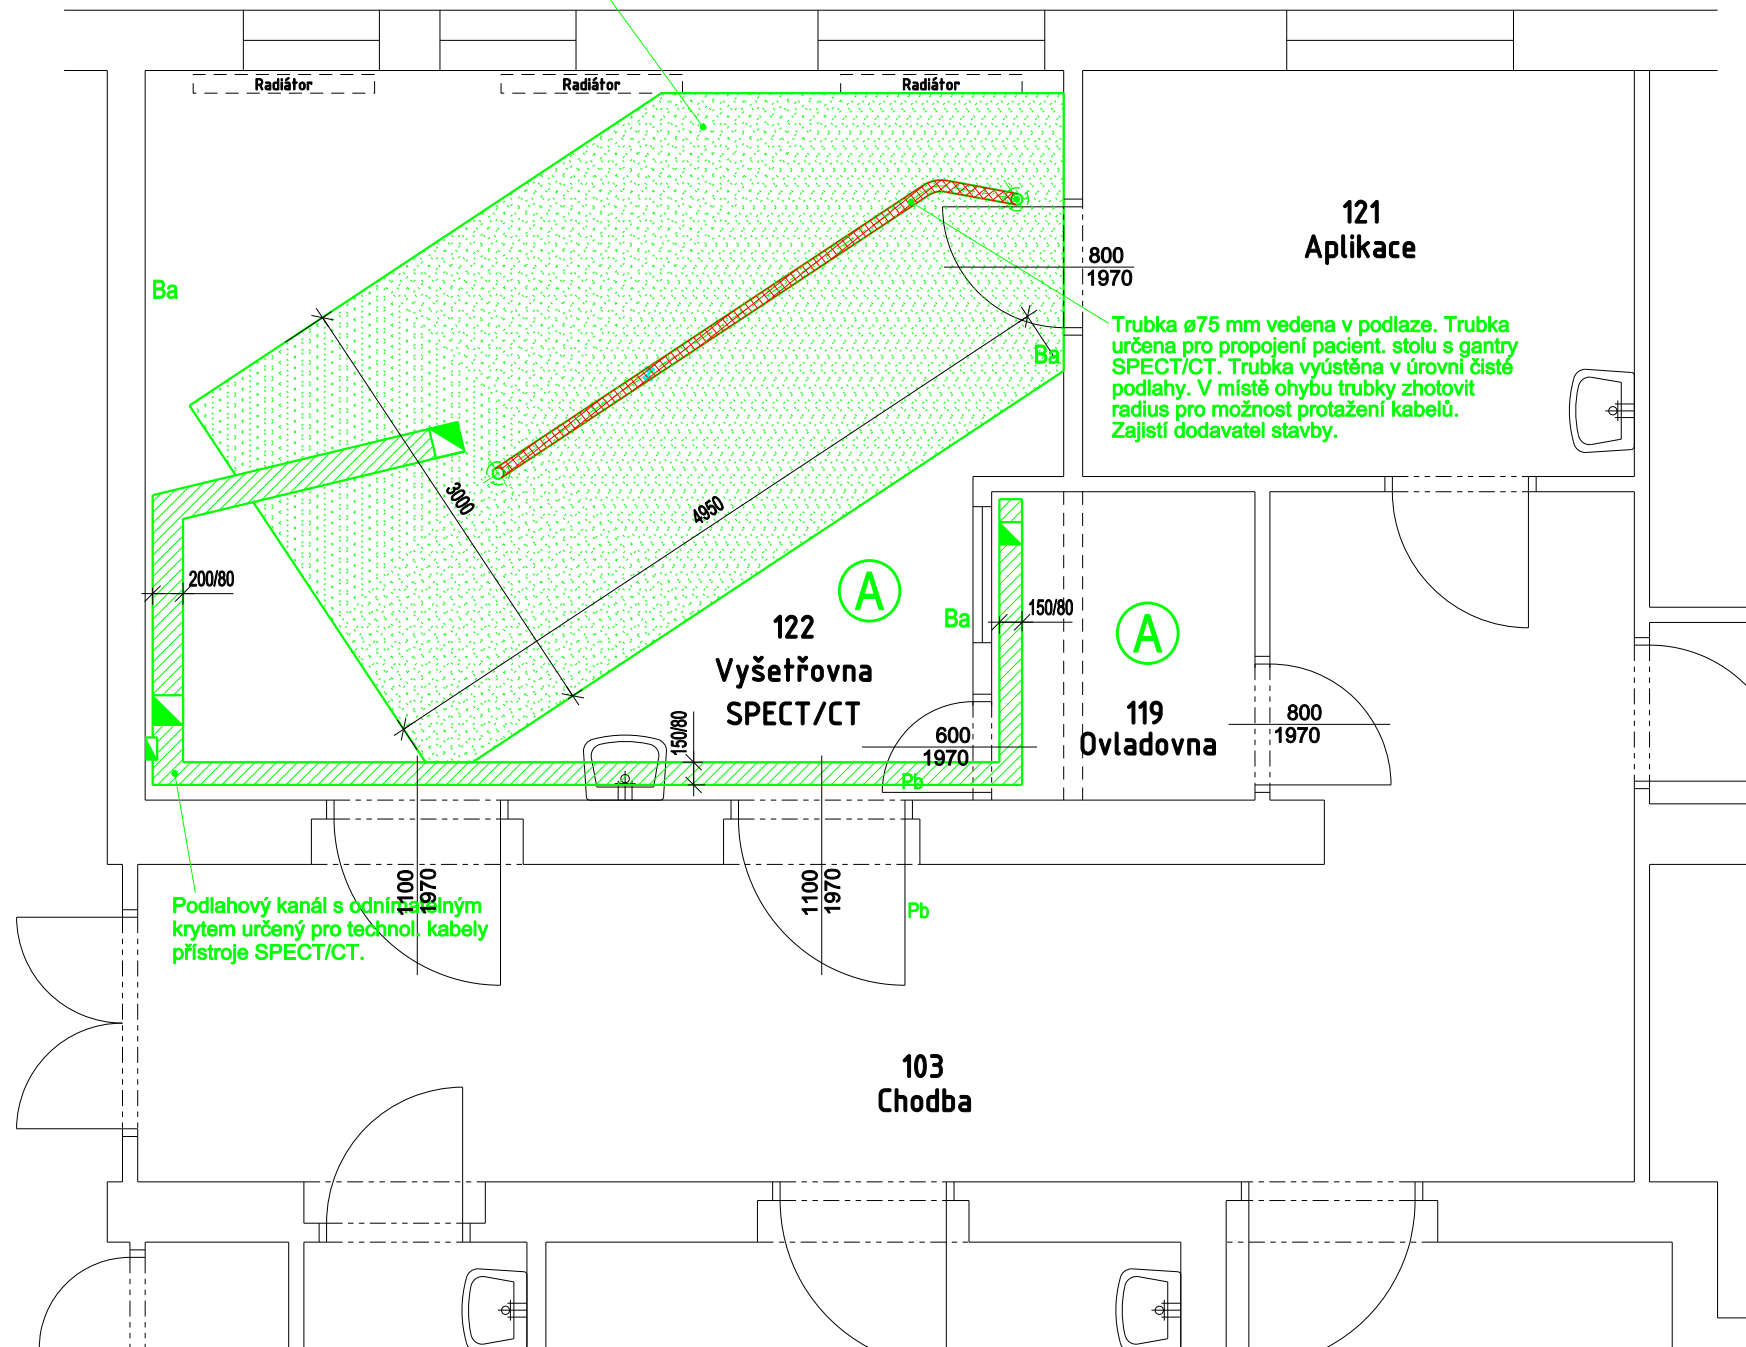 Radiátor
Radiátor
Radiátor
121
Aplikace
800
1970
Ba
Trubka ø75 mm vedena v podlaze. Trubka
určena pro propojení pacient. stolu s gantry
SPECT/CT. Trubka vyústěna v úrovni čisté
podlahy. V místě ohybu trubky zhotovit
radius pro možnost protažení kabelů.
Zajistí dodavatel stavby.
Ba
3000
4950
200/80
A
150/80
Ba
A
122
Vyšetřovna
SPECT/CT
119
Ovladovna
150/80
600
1970
800
1970
Pb
1100
1970
1100
1970
Pb
Podlahový kanál s odnímatelným
krytem určený pro technol. kabely
přístroje SPECT/CT.
103
Chodba